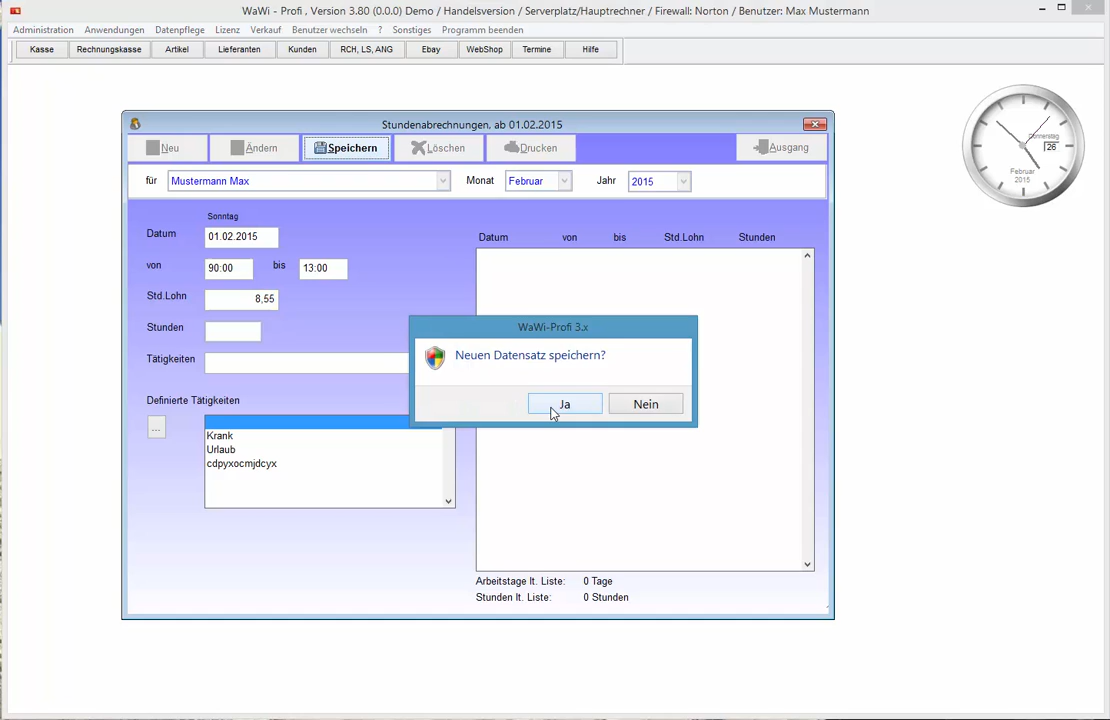 WaWi - Profi , Version 3.80 (0.0.0) Demo / Handelsversion / Serverplatz/Hauptrechner / Firewall: Norton / Benutzer: Max Mustermann
Administration Anwendungen Datenpflege Lizenz Verkauf Benutzer wechseln ? Sonstiges Programm beenden
Kasse Rechnungskasse Artikel Lieferanten Kunden RCH, LS, ANG Ebay WebShop Termine Hilfe
Donnerstag
26
Februar
2015
Stundenabrechnungen, ab 01.02.2015
Neu Ändern Speichern Löschen Drucken Ausgang
für Mustermann Max Monat Februar Jahr 2015
Sonntag
Datum 01.02.2015
von 90:00 bis 13:00
Std.Lohn 8,55
Stunden
Tätigkeiten
Definierte Tätigkeiten
...
Krank
Urlaub
cdpyxocmjdcyx
Datum von bis Std.Lohn Stunden
WaWi-Profi 3.x
Neuen Datensatz speichern?
Ja Nein
Arbeitstage lt. Liste: 0 Tage
Stunden lt. Liste: 0 Stunden